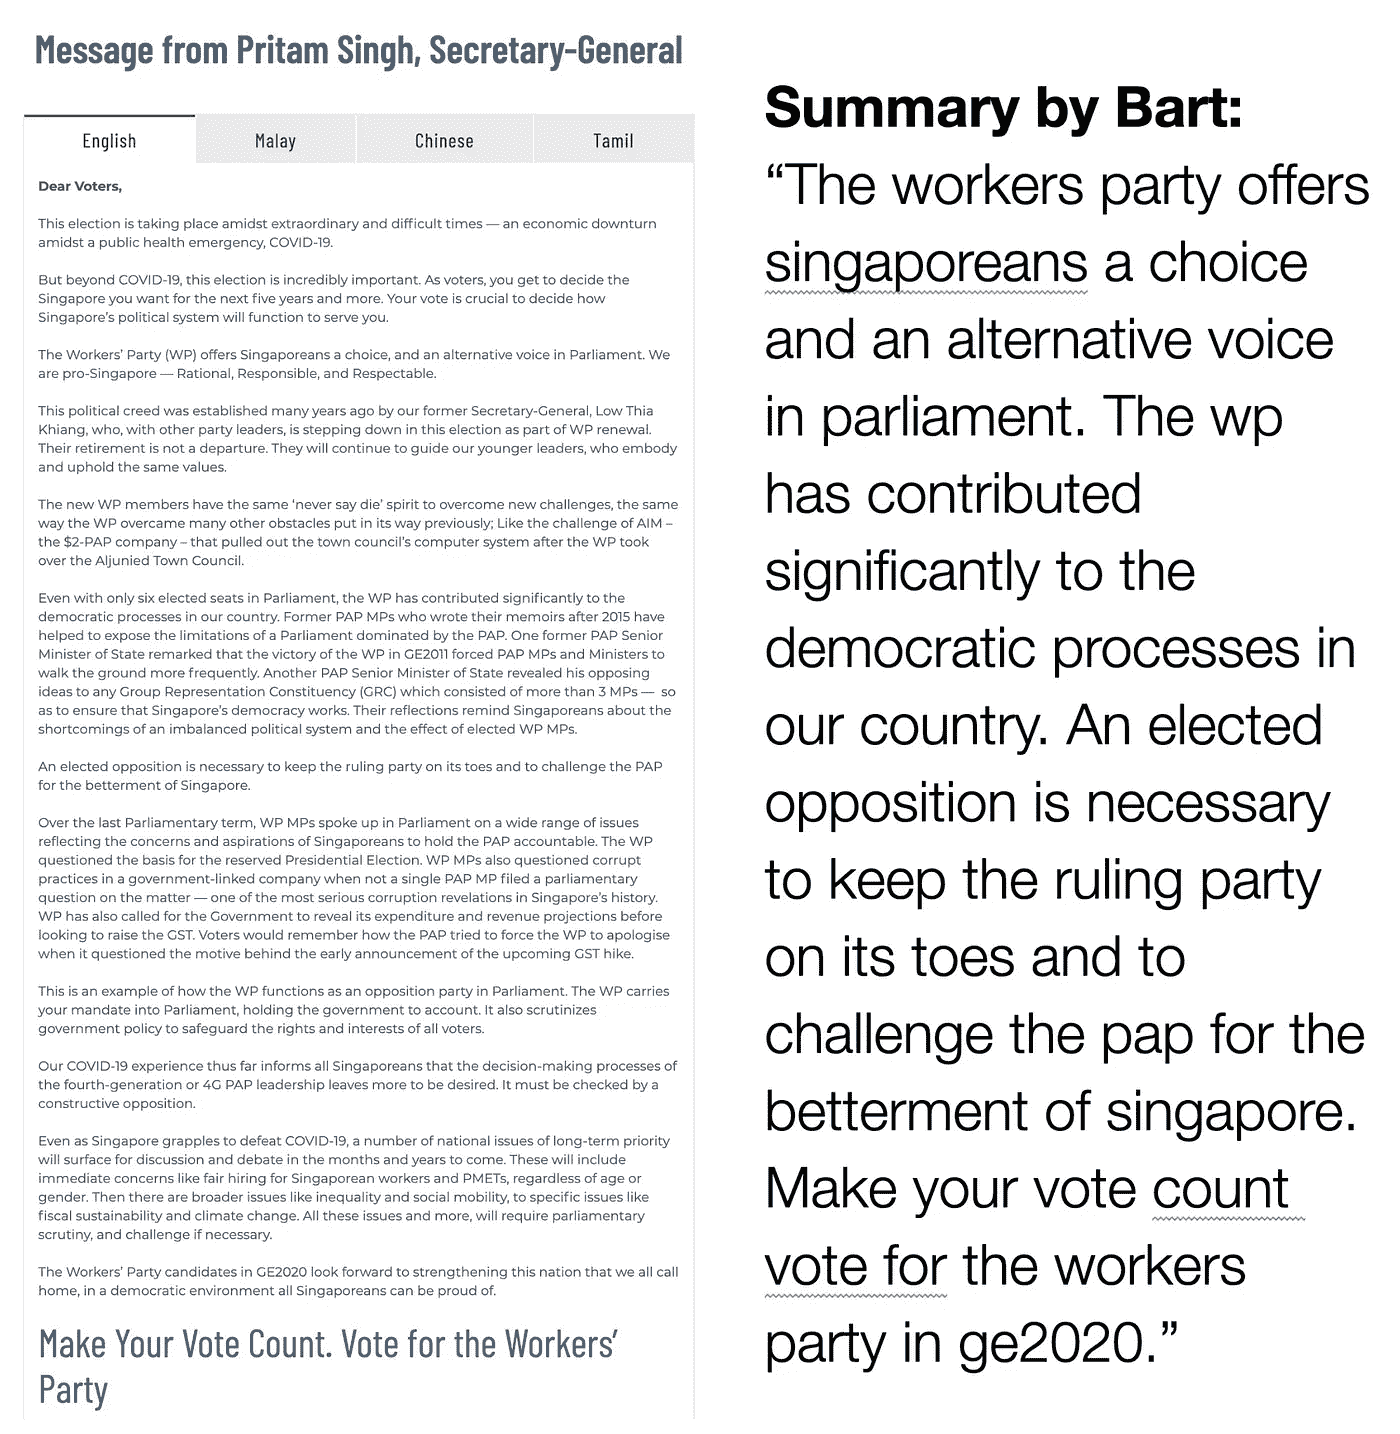 Message from Pritam Singh, Secretary-General
English
Malay
Chinese
Tamil
Dear Voters,
This election is taking place amidst extraordinary and difficult times — an economic downturn
amidst a public health emergency, COVID-19.
But beyond COVID-19, this election is incredibly important. As voters, you get to decide the
Singapore you want for the next five years and more. Your vote is crucial to decide how
Singapore’s political system will function to serve you.
The Workers’ Party (WP) offers Singaporeans a choice, and an alternative voice in Parliament. We
are pro-Singapore — Rational, Responsible, and Respectable.
This political creed was established many years ago by our former Secretary-General, Low Thia
Khiang, who, with other party leaders, is stepping down in this election as part of WP renewal.
Their retirement is not a departure. They will continue to guide our younger leaders, who embody
and uphold the same values.
The new WP members have the same ‘never say die’ spirit to overcome new challenges, the same
way the WP overcame many other obstacles put in its way previously; Like the challenge of AIM –
the $2-PAP company – that pulled out the town council’s computer system after the WP took
over the Aljunied Town Council.
Even with only six elected seats in Parliament, the WP has contributed significantly to the
democratic processes in our country. Former PAP MPs who wrote their memoirs after 2015 have
helped to expose the limitations of a Parliament dominated by the PAP. One former PAP Senior
Minister of State remarked that the victory of the WP in GE2011 forced PAP MPs and Ministers to
walk the ground more frequently. Another PAP Senior Minister of State revealed his opposing
ideas to any Group Representation Constituency (GRC) which consisted of more than 3 MPs — so
as to ensure that Singapore’s democracy works. Their reflections remind Singaporeans about the
shortcomings of an imbalanced political system and the effect of elected WP MPs.
An elected opposition is necessary to keep the ruling party on its toes and to challenge the PAP
for the betterment of Singapore.
Over the last Parliamentary term, WP MPs spoke up in Parliament on a wide range of issues
reflecting the concerns and aspirations of Singaporeans to hold the PAP accountable. The WP
questioned the basis for the reserved Presidential Election. WP MPs also questioned corrupt
practices in a government-linked company when not a single PAP MP filed a parliamentary
question on the matter — one of the most serious corruption revelations in Singapore’s history.
WP has also called for the Government to reveal its expenditure and revenue projections before
looking to raise the GST. Voters would remember how the PAP tried to force the WP to apologise
when it questioned the motive behind the early announcement of the upcoming GST hike.
This is an example of how the WP functions as an opposition party in Parliament. The WP carries
your mandate into Parliament, holding the government to account. It also scrutinizes
government policy to safeguard the rights and interests of all voters.
Our COVID-19 experience thus far informs all Singaporeans that the decision-making processes of
the fourth-generation or 4G PAP leadership leaves more to be desired. It must be checked by a
constructive opposition.
Even as Singapore grapples to defeat COVID-19, a number of national issues of long-term priority
will surface for discussion and debate in the months and years to come. These will include
immediate concerns like fair hiring for Singaporean workers and PMETs, regardless of age or
gender. Then there are broader issues like inequality and social mobility, to specific issues like
fiscal sustainability and climate change. All these issues and more, will require parliamentary
scrutiny, and challenge if necessary.
The Workers’ Party candidates in GE2020 look forward to strengthening this nation that we all call
home, in a democratic environment all Singaporeans can be proud of.
Make Your Vote Count. Vote for the Workers’
Party
Summary by Bart:
“The workers party offers
singaporeans a choice
and an alternative voice
in parliament. The wp
has contributed
significantly to the
democratic processes in
our country. An elected
opposition is necessary
to keep the ruling party
on its toes and to
challenge the pap for the
betterment of singapore.
Make your vote count
vote for the workers
party in ge2020.”